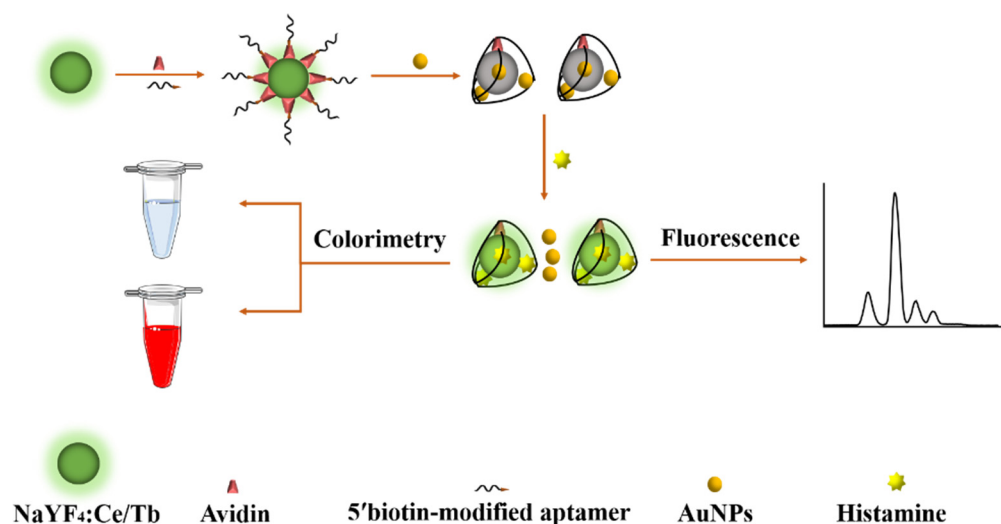 Colorimetry
Fluorescence
NaYF₄:Ce/Tb
Avidin
5′biotin-modified aptamer
AuNPs
Histamine